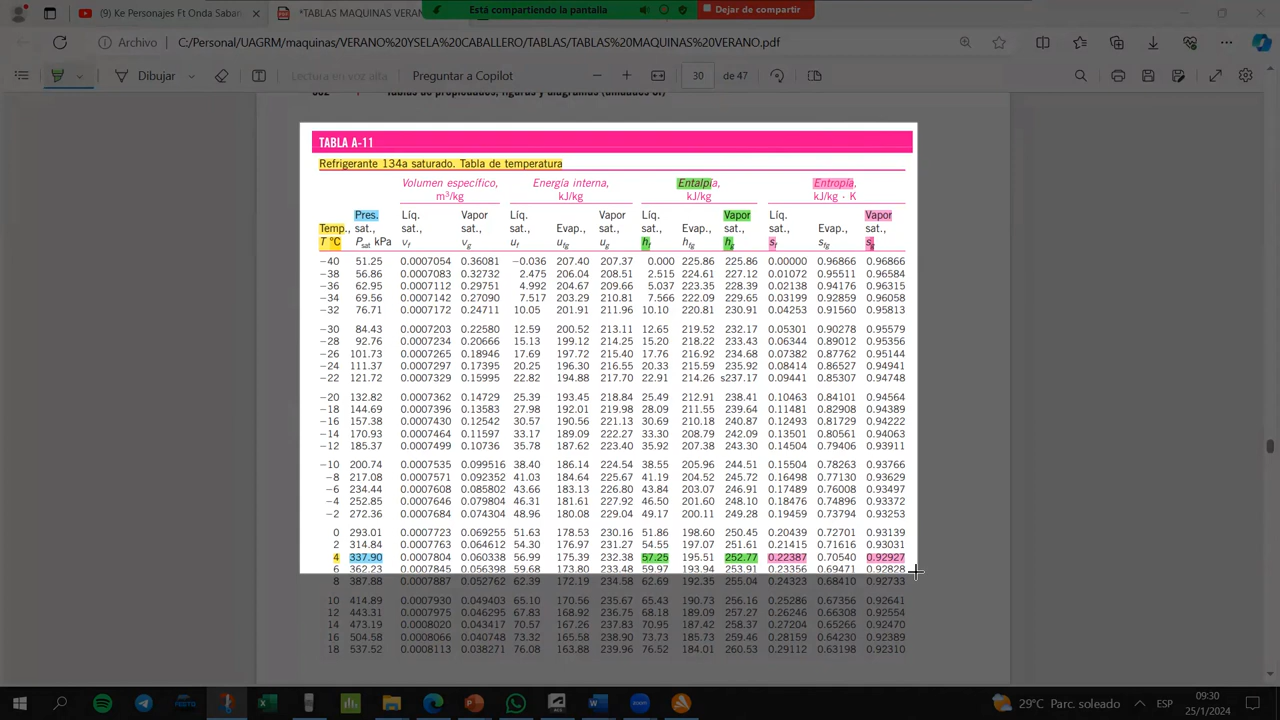 (9) Ke Personajes Ft Onda Saban
*TABLAS MAQUINAS VERAN
Está compartiendo la pantalla
Dejar de compartir
Archivo
C:/Personal/UAGRM/maquinas/VERANO%20YSELA%20CABALLERO/TABLAS/TABLAS%20MAQUINAS%20VERANO.pdf
Dibujar
Lectura en voz alta
Preguntar a Copilot
30
de 47
TABLA A-11
Refrigerante 134a saturado. Tabla de temperatura
Volumen específico, Energía interna, Entalpia, Entropía,
m³/kg kJ/kg kJ/kg kJ/kg · K
Pres. Líq. Vapor Líq. Vapor Líq. Vapor Líq. Vapor
Temp., sat., sat., sat., sat., Evap., sat., sat., Evap., sat., sat., Evap., sat.,
T °C Psat kPa vf vg uf ufg ug hf hfg hg sf sfg sg
−40 51.25 0.0007054 0.36081 −0.036 207.40 207.37 0.000 225.86 225.86 0.00000 0.96866 0.96866
−38 56.86 0.0007083 0.32732 2.475 206.04 208.51 2.515 224.61 227.12 0.01072 0.95511 0.96584
−36 62.95 0.0007112 0.29751 4.992 204.67 209.66 5.037 223.35 228.39 0.02138 0.94176 0.96315
−34 69.56 0.0007142 0.27090 7.517 203.29 210.81 7.566 222.09 229.65 0.03199 0.92859 0.96058
−32 76.71 0.0007172 0.24711 10.05 201.91 211.96 10.10 220.81 230.91 0.04253 0.91560 0.95813
−30 84.43 0.0007203 0.22580 12.59 200.52 213.11 12.65 219.52 232.17 0.05301 0.90278 0.95579
−28 92.76 0.0007234 0.20666 15.13 199.12 214.25 15.20 218.22 233.43 0.06344 0.89012 0.95356
−26 101.73 0.0007265 0.18946 17.69 197.72 215.40 17.76 216.92 234.68 0.07382 0.87762 0.95144
−24 111.37 0.0007297 0.17395 20.25 196.30 216.55 20.33 215.59 235.92 0.08414 0.86527 0.94941
−22 121.72 0.0007329 0.15995 22.82 194.88 217.70 22.91 214.26 s237.17 0.09441 0.85307 0.94748
−20 132.82 0.0007362 0.14729 25.39 193.45 218.84 25.49 212.91 238.41 0.10463 0.84101 0.94564
−18 144.69 0.0007396 0.13583 27.98 192.01 219.98 28.09 211.55 239.64 0.11481 0.82908 0.94389
−16 157.38 0.0007430 0.12542 30.57 190.56 221.13 30.69 210.18 240.87 0.12493 0.81729 0.94222
−14 170.93 0.0007464 0.11597 33.17 189.09 222.27 33.30 208.79 242.09 0.13501 0.80561 0.94063
−12 185.37 0.0007499 0.10736 35.78 187.62 223.40 35.92 207.38 243.30 0.14504 0.79406 0.93911
−10 200.74 0.0007535 0.099516 38.40 186.14 224.54 38.55 205.96 244.51 0.15504 0.78263 0.93766
−8 217.08 0.0007571 0.092352 41.03 184.64 225.67 41.19 204.52 245.72 0.16498 0.77130 0.93629
−6 234.44 0.0007608 0.085802 43.66 183.13 226.80 43.84 203.07 246.91 0.17489 0.76008 0.93497
−4 252.85 0.0007646 0.079804 46.31 181.61 227.92 46.50 201.60 248.10 0.18476 0.74896 0.93372
−2 272.36 0.0007684 0.074304 48.96 180.08 229.04 49.17 200.11 249.28 0.19459 0.73794 0.93253
0 293.01 0.0007723 0.069255 51.63 178.53 230.16 51.86 198.60 250.45 0.20439 0.72701 0.93139
2 314.84 0.0007763 0.064612 54.30 176.97 231.27 54.55 197.07 251.61 0.21415 0.71616 0.93031
4 337.90 0.0007804 0.060338 56.99 175.39 232.38 57.25 195.51 252.77 0.22387 0.70540 0.92927
6 362.23 0.0007845 0.056398 59.68 173.80 233.48 59.97 193.94 253.91 0.23356 0.69471 0.92828
8 387.88 0.0007887 0.052762 62.39 172.19 234.58 62.69 192.35 255.04 0.24323 0.68410 0.92733
10 414.89 0.0007930 0.049403 65.10 170.56 235.67 65.43 190.73 256.16 0.25286 0.67356 0.92641
12 443.31 0.0007975 0.046295 67.83 168.92 236.75 68.18 189.09 257.27 0.26246 0.66308 0.92554
14 473.19 0.0008020 0.043417 70.57 167.26 237.83 70.95 187.42 258.37 0.27204 0.65266 0.92470
16 504.58 0.0008066 0.040748 73.32 165.58 238.90 73.73 185.73 259.46 0.28159 0.64230 0.92389
18 537.52 0.0008113 0.038271 76.08 163.88 239.96 76.52 184.01 260.53 0.29112 0.63198 0.92310
29°C Parc. soleado
ESP
09:30
25/1/2024